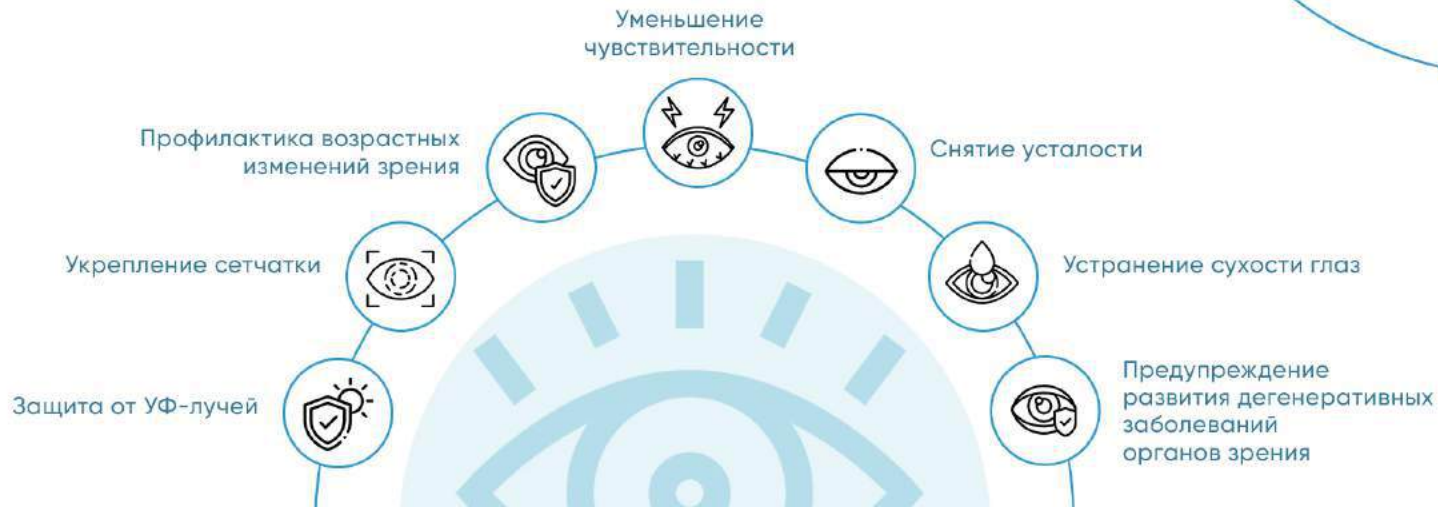 Уменьшение
чувствительности
Профилактика возрастных
изменений зрения
Снятие усталости
Укрепление сетчатки
Устранение сухости глаз
Защита от УФ-лучей
Предупреждение
развития дегенеративных
заболеваний
органов зрения